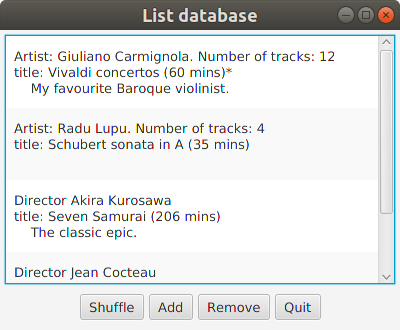 List database
Artist: Giuliano Carmignola. Number of tracks: 12
title: Vivaldi concertos (60 mins)*
My favourite Baroque violinist.
Artist: Radu Lupu. Number of tracks: 4
title: Schubert sonata in A (35 mins)
Director Akira Kurosawa
title: Seven Samurai (206 mins)
The classic epic.
Director Jean Cocteau
Shuffle Add Remove Quit